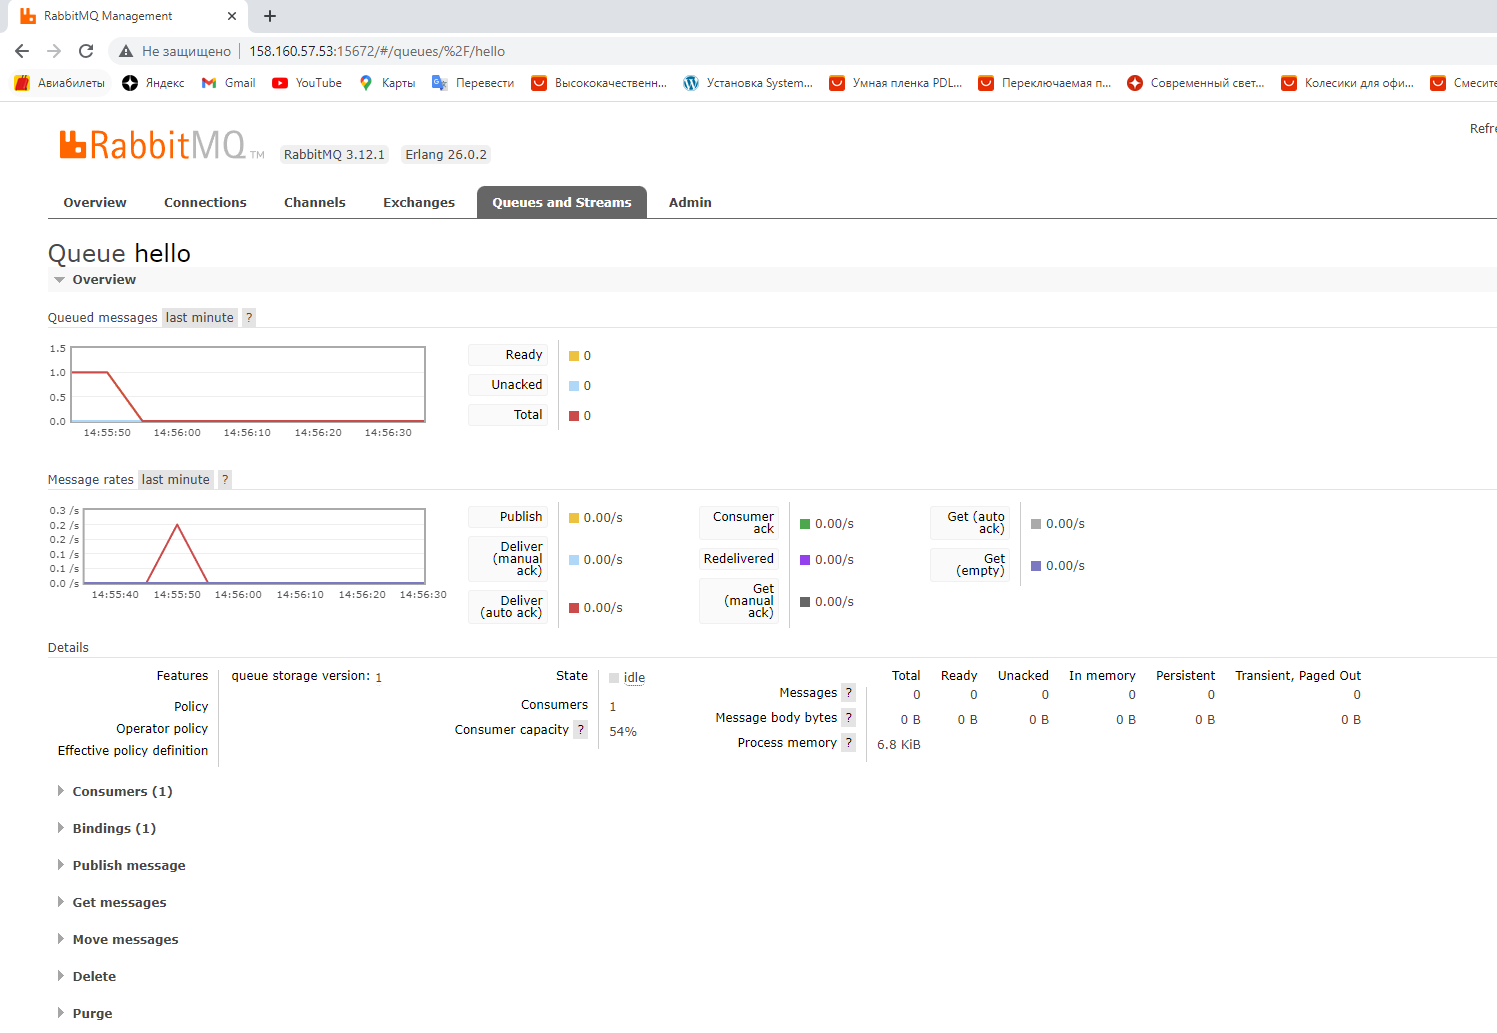 RabbitMQ Management
Не защищено 158.160.57.53:15672/#/queues/%2F/hello
Авиабилеты Яндекс Gmail YouTube Карты Перевести Высококачественн... Установка System... Умная пленка PDL... Переключаемая п... Современный свет... Колесики для офи... Смесите
Refre
RabbitMQ TM RabbitMQ 3.12.1 Erlang 26.0.2
Overview Connections Channels Exchanges Queues and Streams Admin
Queue hello
Overview
Queued messages last minute ?
1.5
1.0
0.5
0.0
14:55:50 14:56:00 14:56:10 14:56:20 14:56:30
Ready 0
Unacked 0
Total 0
Message rates last minute ?
0.3 /s
0.2 /s
0.2 /s
0.1 /s
0.1 /s
0.0 /s
14:55:40 14:55:50 14:56:00 14:56:10 14:56:20 14:56:30
Publish 0.00/s
Deliver (manual ack) 0.00/s
Deliver (auto ack) 0.00/s
Consumer ack 0.00/s
Redelivered 0.00/s
Get (manual ack) 0.00/s
Get (auto ack) 0.00/s
Get (empty) 0.00/s
Details
Features queue storage version: 1
Policy
Operator policy
Effective policy definition
State idle
Consumers 1
Consumer capacity ? 54%
Total Ready Unacked In memory Persistent Transient, Paged Out
Messages ? 0 0 0 0 0 0
Message body bytes ? 0 B 0 B 0 B 0 B 0 B 0 B
Process memory ? 6.8 KiB
Consumers (1)
Bindings (1)
Publish message
Get messages
Move messages
Delete
Purge